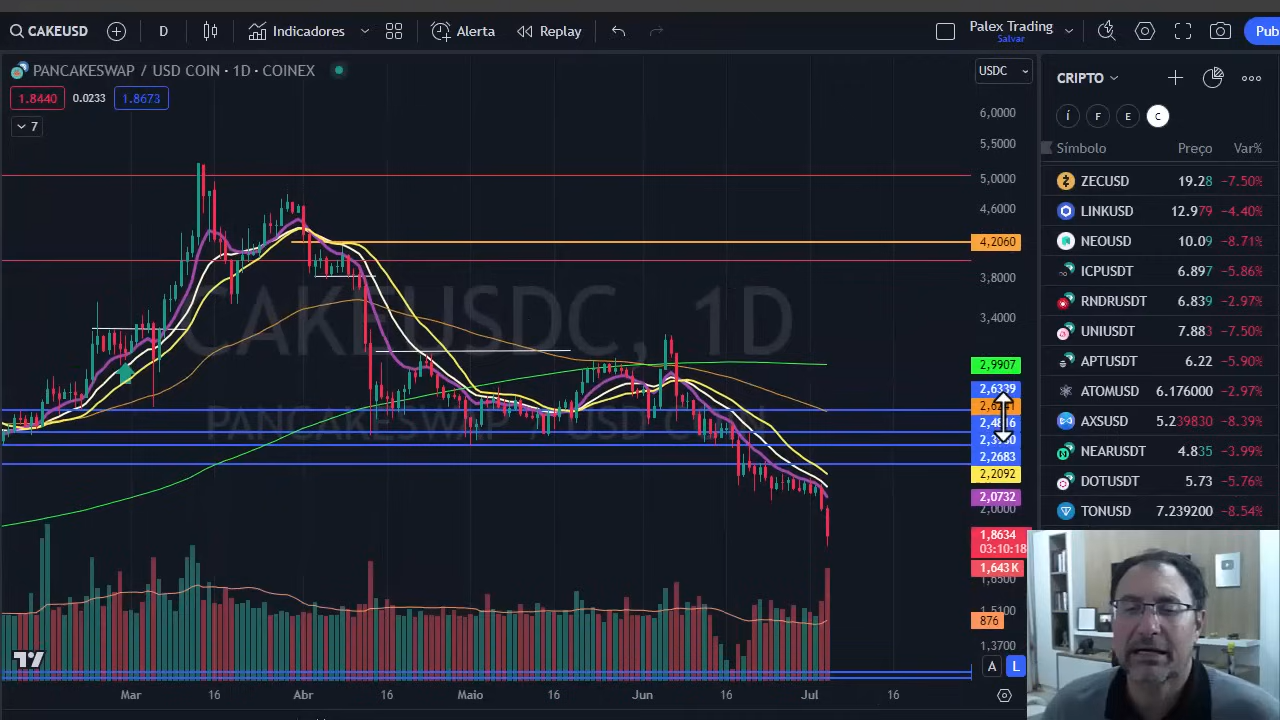 CAKEUSD
D
Indicadores
Alerta
Replay
Palex Trading
Salvar
Pub
PANCAKESWAP / USD COIN · 1D · COINEX
1.8440
0.0233
1.8673
7
USDC
6,0000
5,5000
5,0000
4,6000
4,2060
3,8000
3,4000
2,9907
2,6339
2,2683
2,2092
2,0732
2,0000
1,8634
03:10:18
1,643 K
1,5100
876
1,3700
A
L
CAKEUSDC, 1D
PANCAKESWAP / USD COIN
Mar
16
Abr
16
Maio
16
Jun
16
Jul
16
CRIPTO
Í
F
E
C
Símbolo Preço Var%
ZECUSD 19.28 −7.50%
LINKUSD 12.979 −4.40%
NEOUSD 10.09 −8.71%
ICPUSDT 6.897 −5.86%
RNDRUSDT 6.839 −2.97%
UNIUSDT 7.883 −7.50%
APTUSDT 6.22 −5.90%
ATOMUSD 6.176000 −2.97%
AXSUSD 5.239830 −8.39%
NEARUSDT 4.835 −3.99%
DOTUSDT 5.73 −5.76%
TONUSD 7.239200 −8.54%